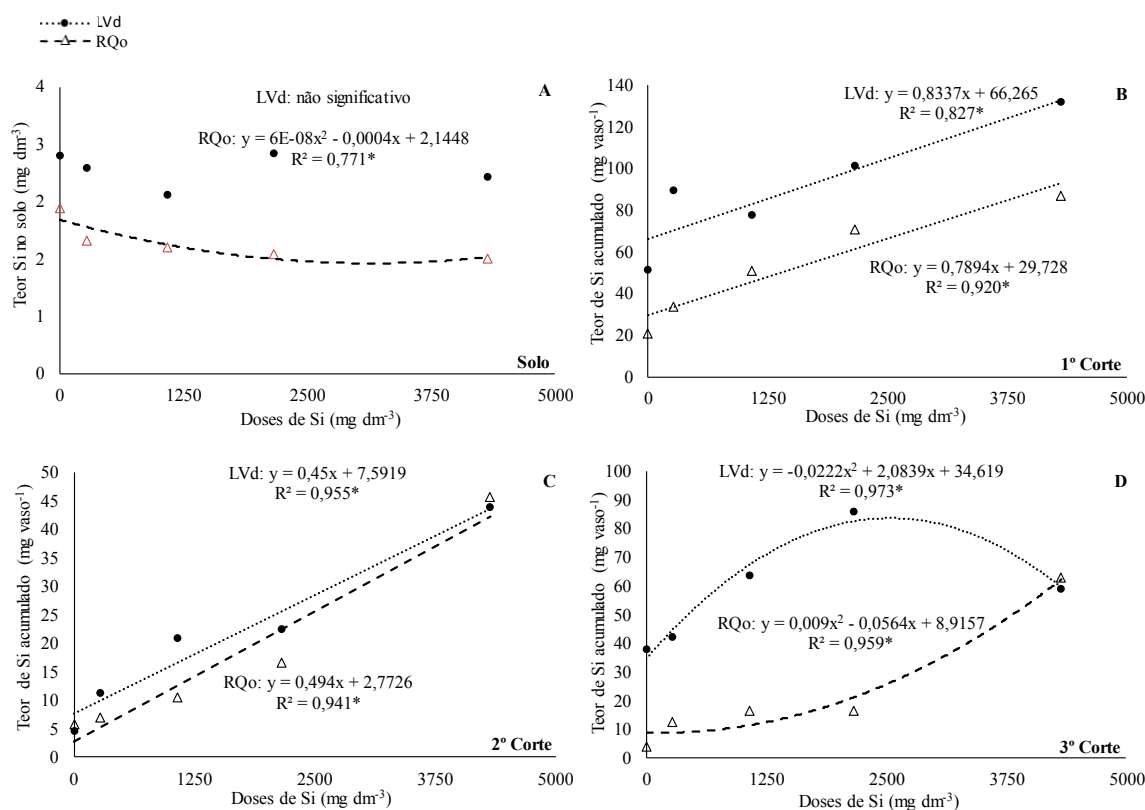 LVd
RQo
A
LVd: não significativo
RQo: y = 6E-08x² - 0,0004x + 2,1448
R² = 0,771*
Teor Si no solo (mg dm⁻³)
4
3
3
2
2
1
0
0 1250 2500 3750 5000
Solo
Doses de Si (mg dm⁻³)
B
LVd: y = 0,8337x + 66,265
R² = 0,827*
RQo: y = 0,7894x + 29,728
R² = 0,920*
Teor de Si acumulado (mg vaso⁻¹)
140
120
100
80
60
40
20
0
0 1250 2500 3750 5000
1º Corte
Doses de Si (mg dm⁻³)
C
LVd: y = 0,45x + 7,5919
R² = 0,955*
RQo: y = 0,494x + 2,7726
R² = 0,941*
Teor de Si acumulado (mg vaso⁻¹)
50
45
40
35
30
25
20
15
10
5
0
0 1250 2500 3750 5000
2º Corte
Doses de Si (mg dm⁻³)
D
LVd: y = -0,0222x² + 2,0839x + 34,619
R² = 0,973*
RQo: y = 0,009x² - 0,0564x + 8,9157
R² = 0,959*
Teor de Si acumulado (mg vaso⁻¹)
100
90
80
70
60
50
40
30
20
10
0
0 1250 2500 3750 5000
3º Corte
Doses de Si (mg dm⁻³)